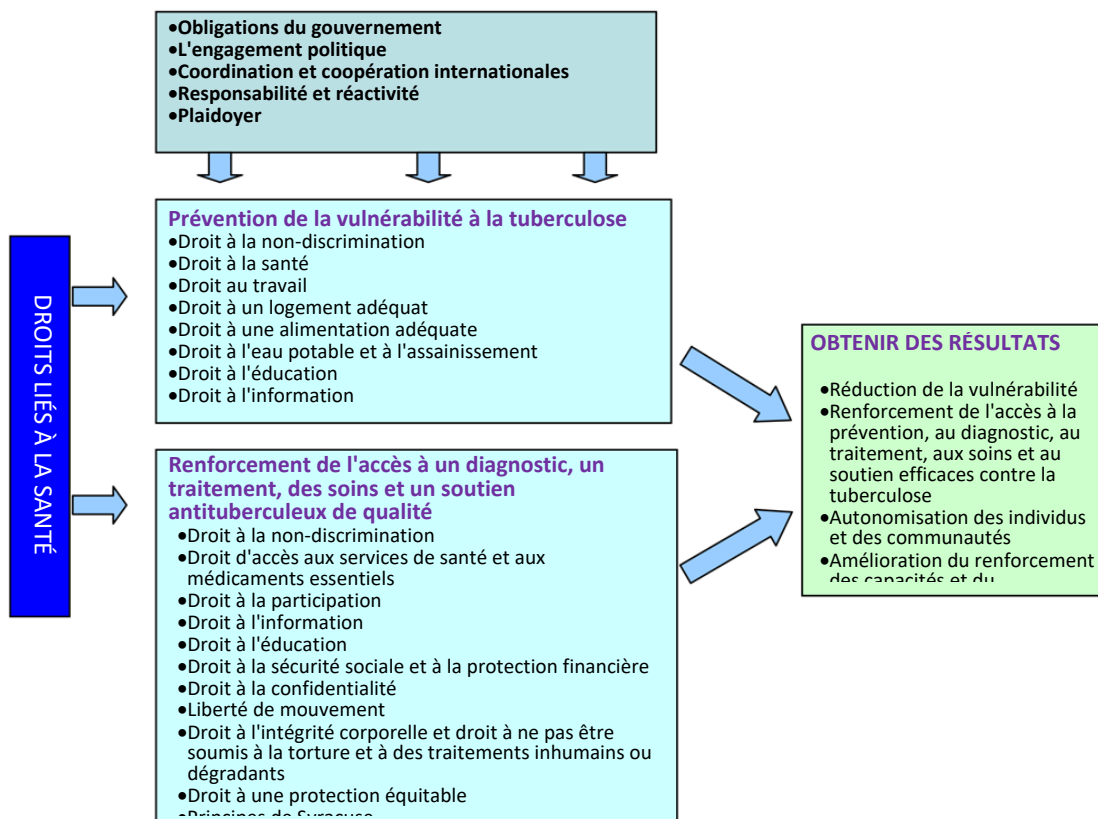 •Obligations du gouvernement
•L'engagement politique
•Coordination et coopération internationales
•Responsabilité et réactivité
•Plaidoyer
DROITS LIÉS À LA SANTÉ
Prévention de la vulnérabilité à la tuberculose
•Droit à la non-discrimination
•Droit à la santé
•Droit au travail
•Droit à un logement adéquat
•Droit à une alimentation adéquate
•Droit à l'eau potable et à l'assainissement
•Droit à l'éducation
•Droit à l'information
Renforcement de l'accès à un diagnostic, un
traitement, des soins et un soutien
antituberculeux de qualité
•Droit à la non-discrimination
•Droit d'accès aux services de santé et aux
médicaments essentiels
•Droit à la participation
•Droit à l'information
•Droit à l'éducation
•Droit à la sécurité sociale et à la protection financière
•Droit à la confidentialité
•Liberté de mouvement
•Droit à l'intégrité corporelle et droit à ne pas être
soumis à la torture et à des traitements inhumains ou
dégradants
•Droit à une protection équitable
•Principes de Syracuse
OBTENIR DES RÉSULTATS
•Réduction de la vulnérabilité
•Renforcement de l'accès à la
prévention, au diagnostic, au
traitement, aux soins et au
soutien efficaces contre la
tuberculose
•Autonomisation des individus
et des communautés
•Amélioration du renforcement
des capacités et du